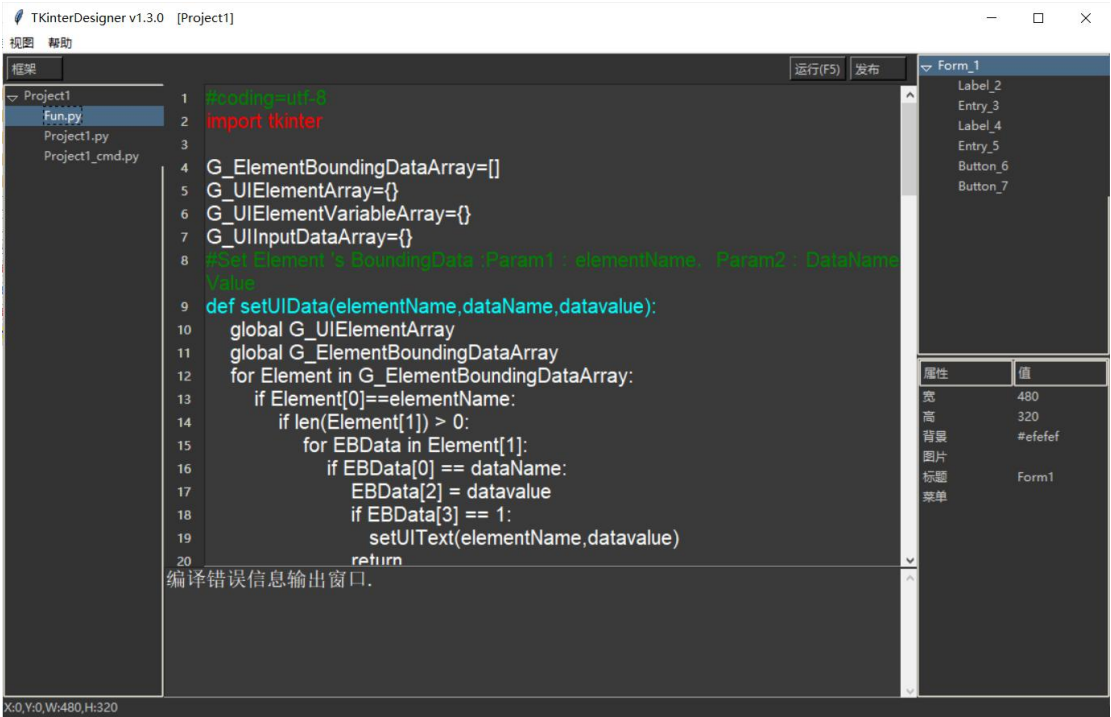 TKinterDesigner v1.3.0 [Project1]
视图 帮助
框架
运行(F5) 发布
Project1
Fun.py
Project1.py
Project1_cmd.py
1 #coding=utf-8
2 import tkinter
3
4 G_ElementBoundingDataArray=[]
5 G_UIElementArray={}
6 G_UIElementVariableArray={}
7 G_UIInputDataArray={}
8 #Set Element 's BoundingData :Param1 : elementName. Param2 : DataName
Value
9 def setUIData(elementName,dataName,datavalue):
10 global G_UIElementArray
11 global G_ElementBoundingDataArray
12 for Element in G_ElementBoundingDataArray:
13 if Element[0]==elementName:
14 if len(Element[1]) > 0:
15 for EBData in Element[1]:
16 if EBData[0] == dataName:
17 EBData[2] = datavalue
18 if EBData[3] == 1:
19 setUIText(elementName,datavalue)
20 return
编译错误信息输出窗口.
Form_1
Label_2
Entry_3
Label_4
Entry_5
Button_6
Button_7
属性 值
宽 480
高 320
背景 #efefef
图片
标题 Form1
菜单
X:0,Y:0,W:480,H:320